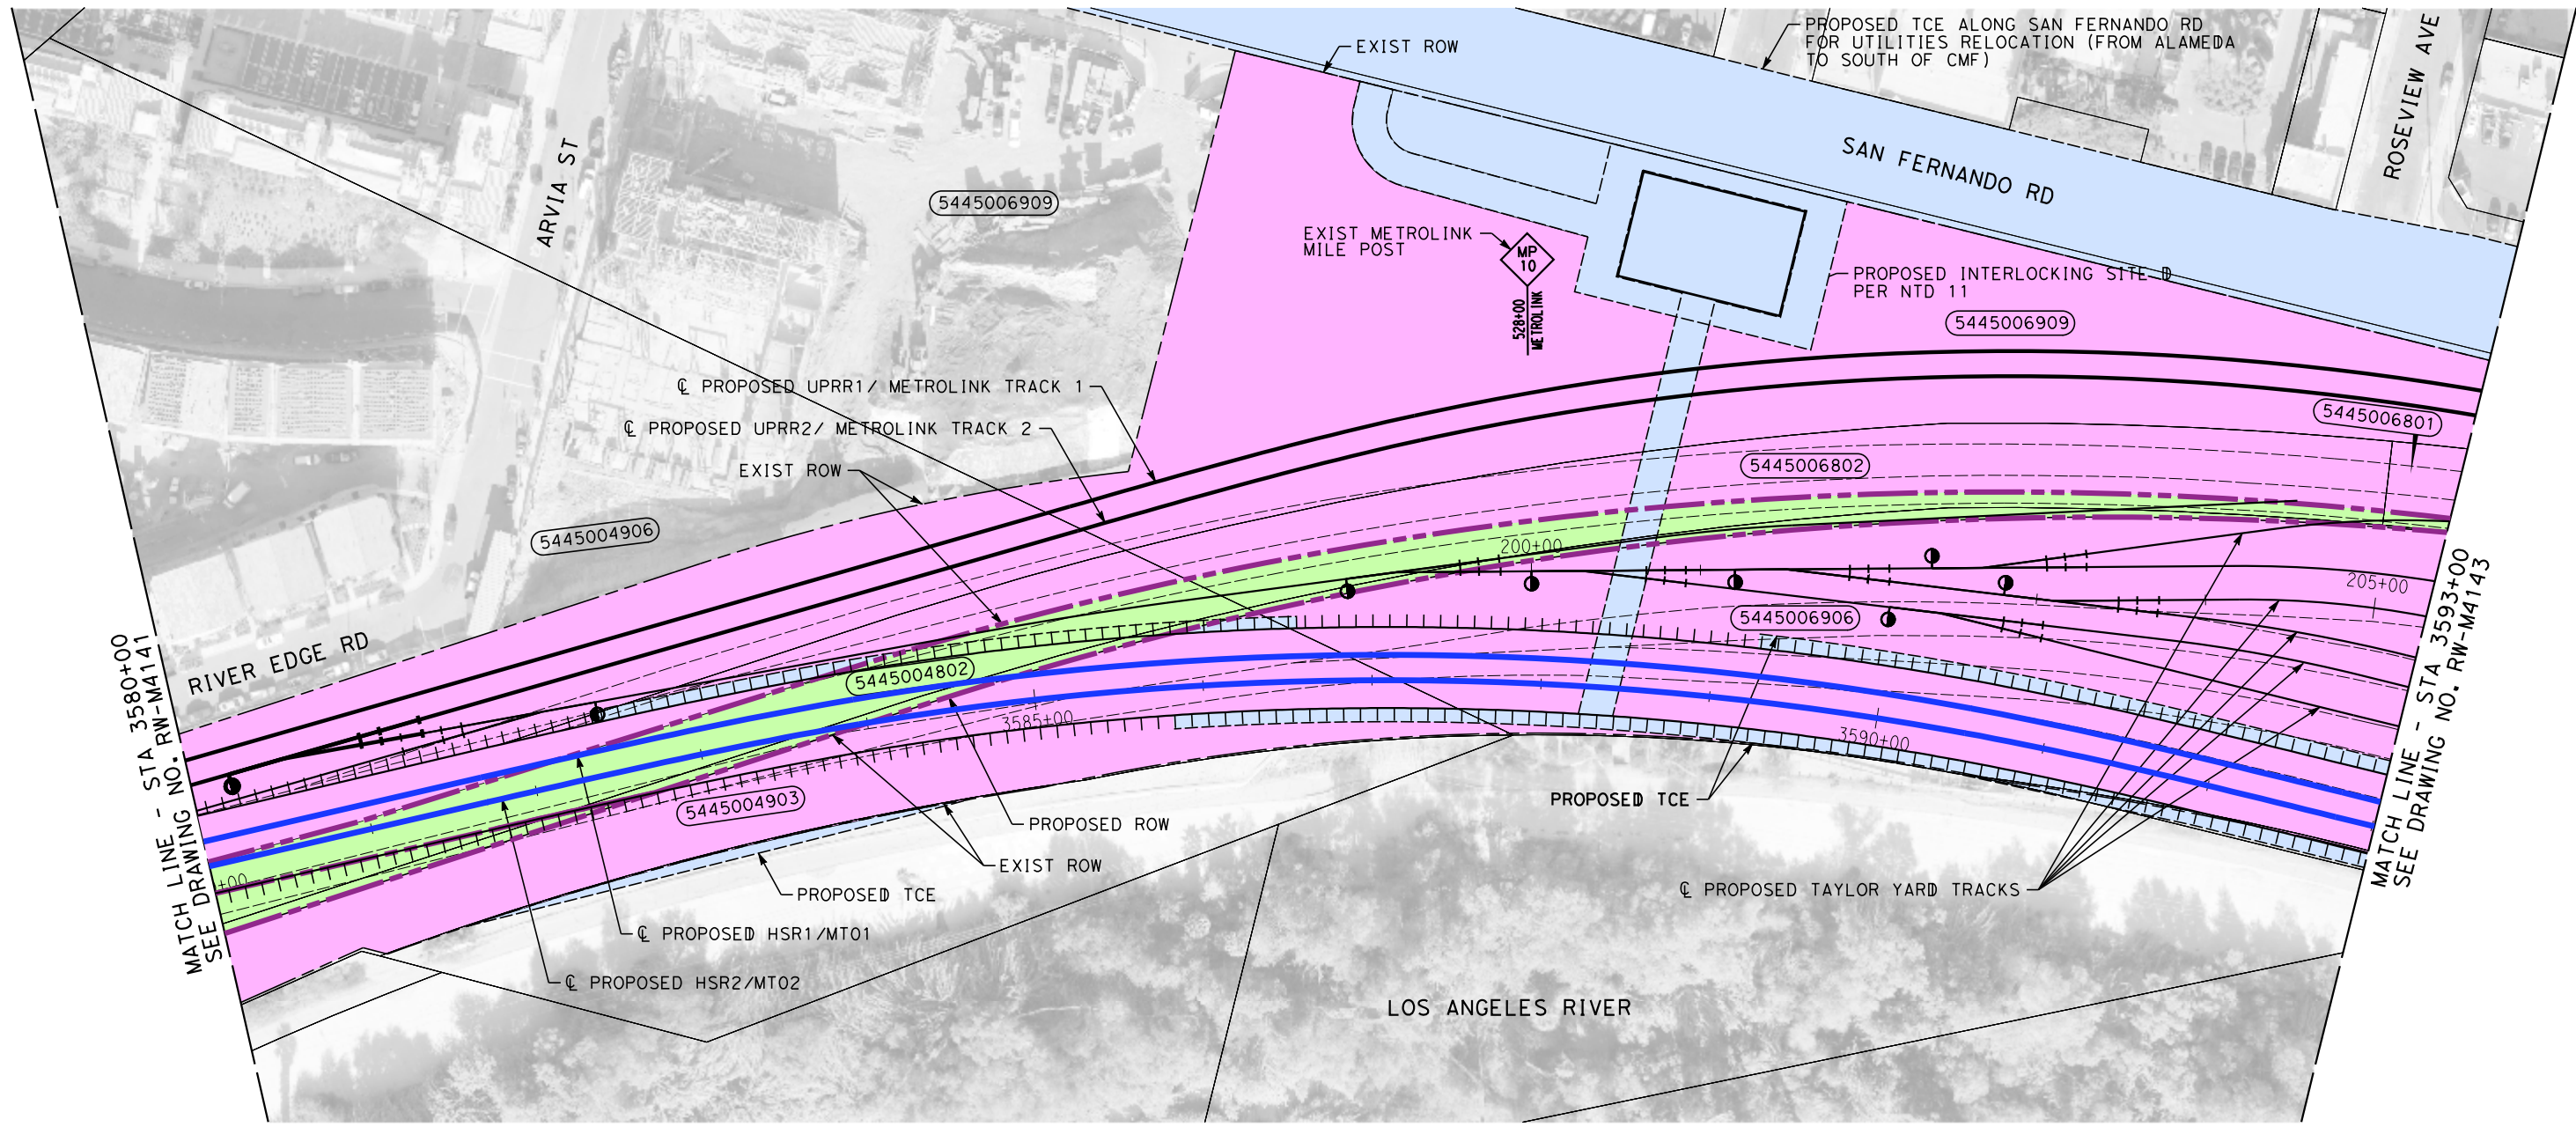 PROPOSED TCE ALONG SAN FERNANDO RD
FOR UTILITIES RELOCATION (FROM ALAMEDA
TO SOUTH OF CMF)
EXIST ROW
ROSEVIEW AVE
SAN FERNANDO RD
ARVIA ST
5445006909
EXIST METROLINK
MILE POST
MP
10
528+00
METROLINK
PROPOSED INTERLOCKING SITE D
PER NTD 11
5445006909
℄ PROPOSED UPRR1/ METROLINK TRACK 1
℄ PROPOSED UPRR2/ METROLINK TRACK 2
EXIST ROW
5445006801
5445006802
5445004906
200+00
205+00
5445006906
RIVER EDGE RD
5445004802
3585+00
3590+00
5445004903
+00
MATCH LINE - STA 3580+00
SEE DRAWING NO. RW-M4141
MATCH LINE - STA 3593+00
SEE DRAWING NO. RW-M4143
PROPOSED TCE
PROPOSED ROW
EXIST ROW
PROPOSED TCE
℄ PROPOSED TAYLOR YARD TRACKS
℄ PROPOSED HSR1/MT01
℄ PROPOSED HSR2/MT02
LOS ANGELES RIVER